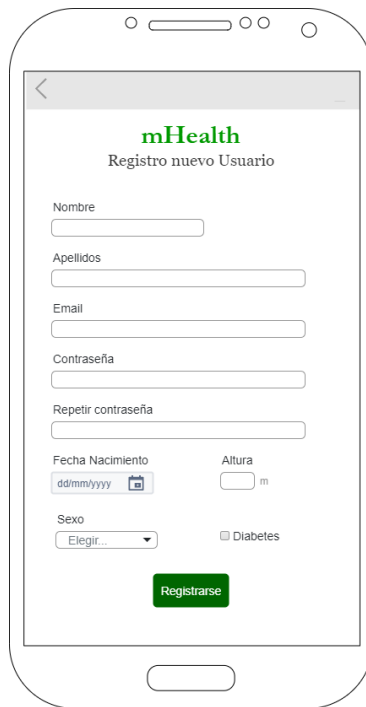 mHealth
Registro nuevo Usuario
Nombre
Apellidos
Email
Contraseña
Repetir contraseña
Fecha Nacimiento Altura
dd/mm/yyyy m
Sexo
Elegir... Diabetes
Registrarse